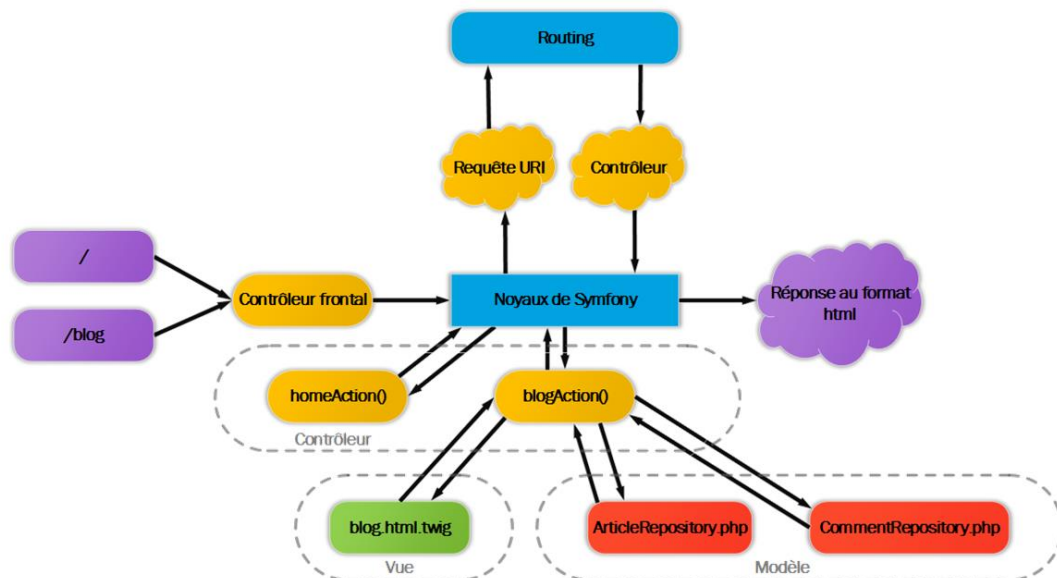 Routing
Requête URI
Contrôleur
/
/blog
Contrôleur frontal
Noyaux de Symfony
Réponse au format
html
homeAction()
blogAction()
Contrôleur
blog.html.twig
ArticleRepository.php
CommentRepository.php
Vue
Modèle